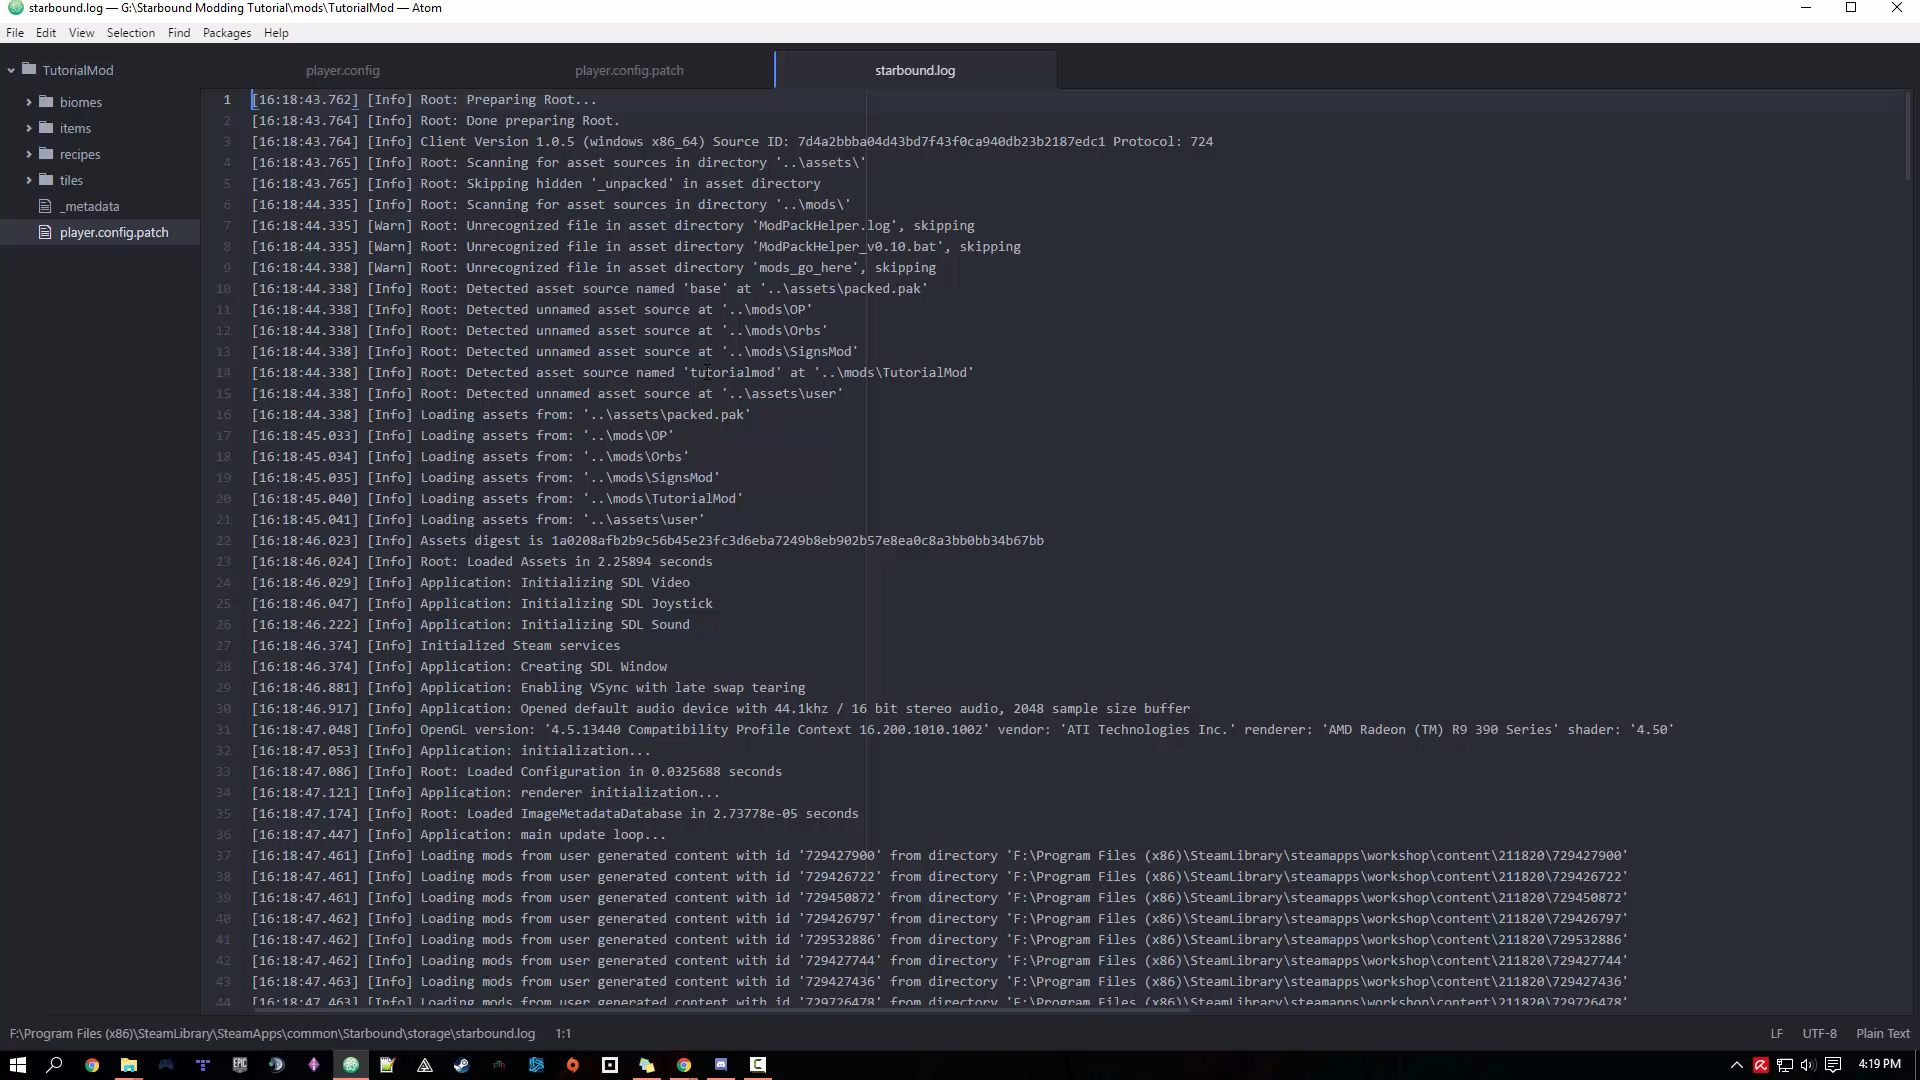 starbound.log — G:\Starbound Modding Tutorial\mods\TutorialMod — Atom
File Edit View Selection Find Packages Help
TutorialMod
biomes
items
recipes
tiles
_metadata
player.config.patch
player.config player.config.patch starbound.log
1 [16:18:43.762] [Info] Root: Preparing Root...
2 [16:18:43.764] [Info] Root: Done preparing Root.
3 [16:18:43.764] [Info] Client Version 1.0.5 (windows x86_64) Source ID: 7d4a2bbba04d43bd7f43f0ca940db23b2187edc1 Protocol: 724
4 [16:18:43.765] [Info] Root: Scanning for asset sources in directory '..\assets\'
5 [16:18:43.765] [Info] Root: Skipping hidden '_unpacked' in asset directory
6 [16:18:44.335] [Info] Root: Scanning for asset sources in directory '..\mods\'
7 [16:18:44.335] [Warn] Root: Unrecognized file in asset directory 'ModPackHelper.log', skipping
8 [16:18:44.335] [Warn] Root: Unrecognized file in asset directory 'ModPackHelper_v0.10.bat', skipping
9 [16:18:44.338] [Warn] Root: Unrecognized file in asset directory 'mods_go_here', skipping
10 [16:18:44.338] [Info] Root: Detected asset source named 'base' at '..\assets\packed.pak'
11 [16:18:44.338] [Info] Root: Detected unnamed asset source at '..\mods\OP'
12 [16:18:44.338] [Info] Root: Detected unnamed asset source at '..\mods\Orbs'
13 [16:18:44.338] [Info] Root: Detected unnamed asset source at '..\mods\SignsMod'
14 [16:18:44.338] [Info] Root: Detected asset source named 'tutorialmod' at '..\mods\TutorialMod'
15 [16:18:44.338] [Info] Root: Detected unnamed asset source at '..\assets\user'
16 [16:18:44.338] [Info] Loading assets from: '..\assets\packed.pak'
17 [16:18:45.033] [Info] Loading assets from: '..\mods\OP'
18 [16:18:45.034] [Info] Loading assets from: '..\mods\Orbs'
19 [16:18:45.035] [Info] Loading assets from: '..\mods\SignsMod'
20 [16:18:45.040] [Info] Loading assets from: '..\mods\TutorialMod'
21 [16:18:45.041] [Info] Loading assets from: '..\assets\user'
22 [16:18:46.023] [Info] Assets digest is 1a0208afb2b9c56b45e23fc3d6eba7249b8eb902b57e8ea0c8a3bb0bb34b67bb
23 [16:18:46.024] [Info] Root: Loaded Assets in 2.25894 seconds
24 [16:18:46.029] [Info] Application: Initializing SDL Video
25 [16:18:46.047] [Info] Application: Initializing SDL Joystick
26 [16:18:46.222] [Info] Application: Initializing SDL Sound
27 [16:18:46.374] [Info] Initialized Steam services
28 [16:18:46.374] [Info] Application: Creating SDL Window
29 [16:18:46.881] [Info] Application: Enabling VSync with late swap tearing
30 [16:18:46.917] [Info] Application: Opened default audio device with 44.1khz / 16 bit stereo audio, 2048 sample size buffer
31 [16:18:47.048] [Info] OpenGL version: '4.5.13440 Compatibility Profile Context 16.200.1010.1002' vendor: 'ATI Technologies Inc.' renderer: 'AMD Radeon (TM) R9 390 Series' shader: '4.50'
32 [16:18:47.053] [Info] Application: initialization...
33 [16:18:47.086] [Info] Root: Loaded Configuration in 0.0325688 seconds
34 [16:18:47.121] [Info] Application: renderer initialization...
35 [16:18:47.174] [Info] Root: Loaded ImageMetadataDatabase in 2.73778e-05 seconds
36 [16:18:47.447] [Info] Application: main update loop...
37 [16:18:47.461] [Info] Loading mods from user generated content with id '729427900' from directory 'F:\Program Files (x86)\SteamLibrary\steamapps\workshop\content\211820\729427900'
38 [16:18:47.461] [Info] Loading mods from user generated content with id '729426722' from directory 'F:\Program Files (x86)\SteamLibrary\steamapps\workshop\content\211820\729426722'
39 [16:18:47.461] [Info] Loading mods from user generated content with id '729450872' from directory 'F:\Program Files (x86)\SteamLibrary\steamapps\workshop\content\211820\729450872'
40 [16:18:47.462] [Info] Loading mods from user generated content with id '729426797' from directory 'F:\Program Files (x86)\SteamLibrary\steamapps\workshop\content\211820\729426797'
41 [16:18:47.462] [Info] Loading mods from user generated content with id '729532886' from directory 'F:\Program Files (x86)\SteamLibrary\steamapps\workshop\content\211820\729532886'
42 [16:18:47.462] [Info] Loading mods from user generated content with id '729427744' from directory 'F:\Program Files (x86)\SteamLibrary\steamapps\workshop\content\211820\729427744'
43 [16:18:47.463] [Info] Loading mods from user generated content with id '729427436' from directory 'F:\Program Files (x86)\SteamLibrary\steamapps\workshop\content\211820\729427436'
44 [16:18:47.463] [Info] Loading mods from user generated content with id '729726478' from directory 'F:\Program Files (x86)\SteamLibrary\steamapps\workshop\content\211820\729726478'
F:\Program Files (x86)\SteamLibrary\SteamApps\common\Starbound\storage\starbound.log 1:1 LF UTF-8 Plain Text
EPIC
4:19 PM